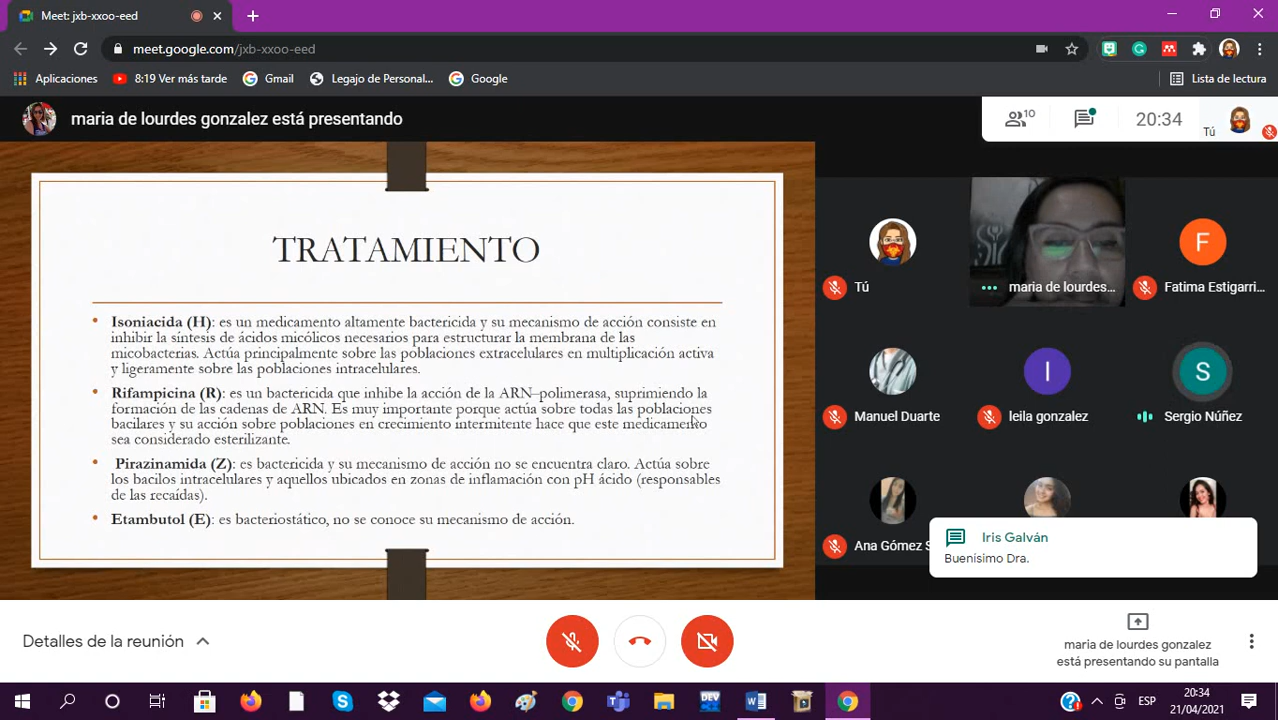 Meet: jxb-xxoo-eed
meet.google.com/jxb-xxoo-eed
Aplicaciones
8:19 Ver más tarde
Gmail
Legajo de Personal...
Google
Lista de lectura
maria de lourdes gonzalez está presentando
10
20:34
Tú
TRATAMIENTO
• Isoniacida (H): es un medicamento altamente bactericida y su mecanismo de acción consiste en
inhibir la síntesis de ácidos micólicos necesarios para estructurar la membrana de las
micobacterias. Actúa principalmente sobre las poblaciones extracelulares en multiplicación activa
y ligeramente sobre las poblaciones intracelulares.
• Rifampicina (R): es un bactericida que inhibe la acción de la ARN–polimerasa, suprimiendo la
formación de las cadenas de ARN. Es muy importante porque actúa sobre todas las poblaciones
bacilares y su acción sobre poblaciones en crecimiento intermitente hace que este medicamento
sea considerado esterilizante.
• Pirazinamida (Z): es bactericida y su mecanismo de acción no se encuentra claro. Actúa sobre
los bacilos intracelulares y aquellos ubicados en zonas de inflamación con pH ácido (responsables
de las recaídas).
• Etambutol (E): es bacteriostático, no se conoce su mecanismo de acción.
Tú
maria de lourdes...
F
Fatima Estigarri...
Manuel Duarte
I
leila gonzalez
S
Sergio Núñez
Ana Gómez S
Iris Galván
Buenísimo Dra.
Detalles de la reunión
maria de lourdes gonzalez
está presentando su pantalla
DEV
ESP
20:34
21/04/2021